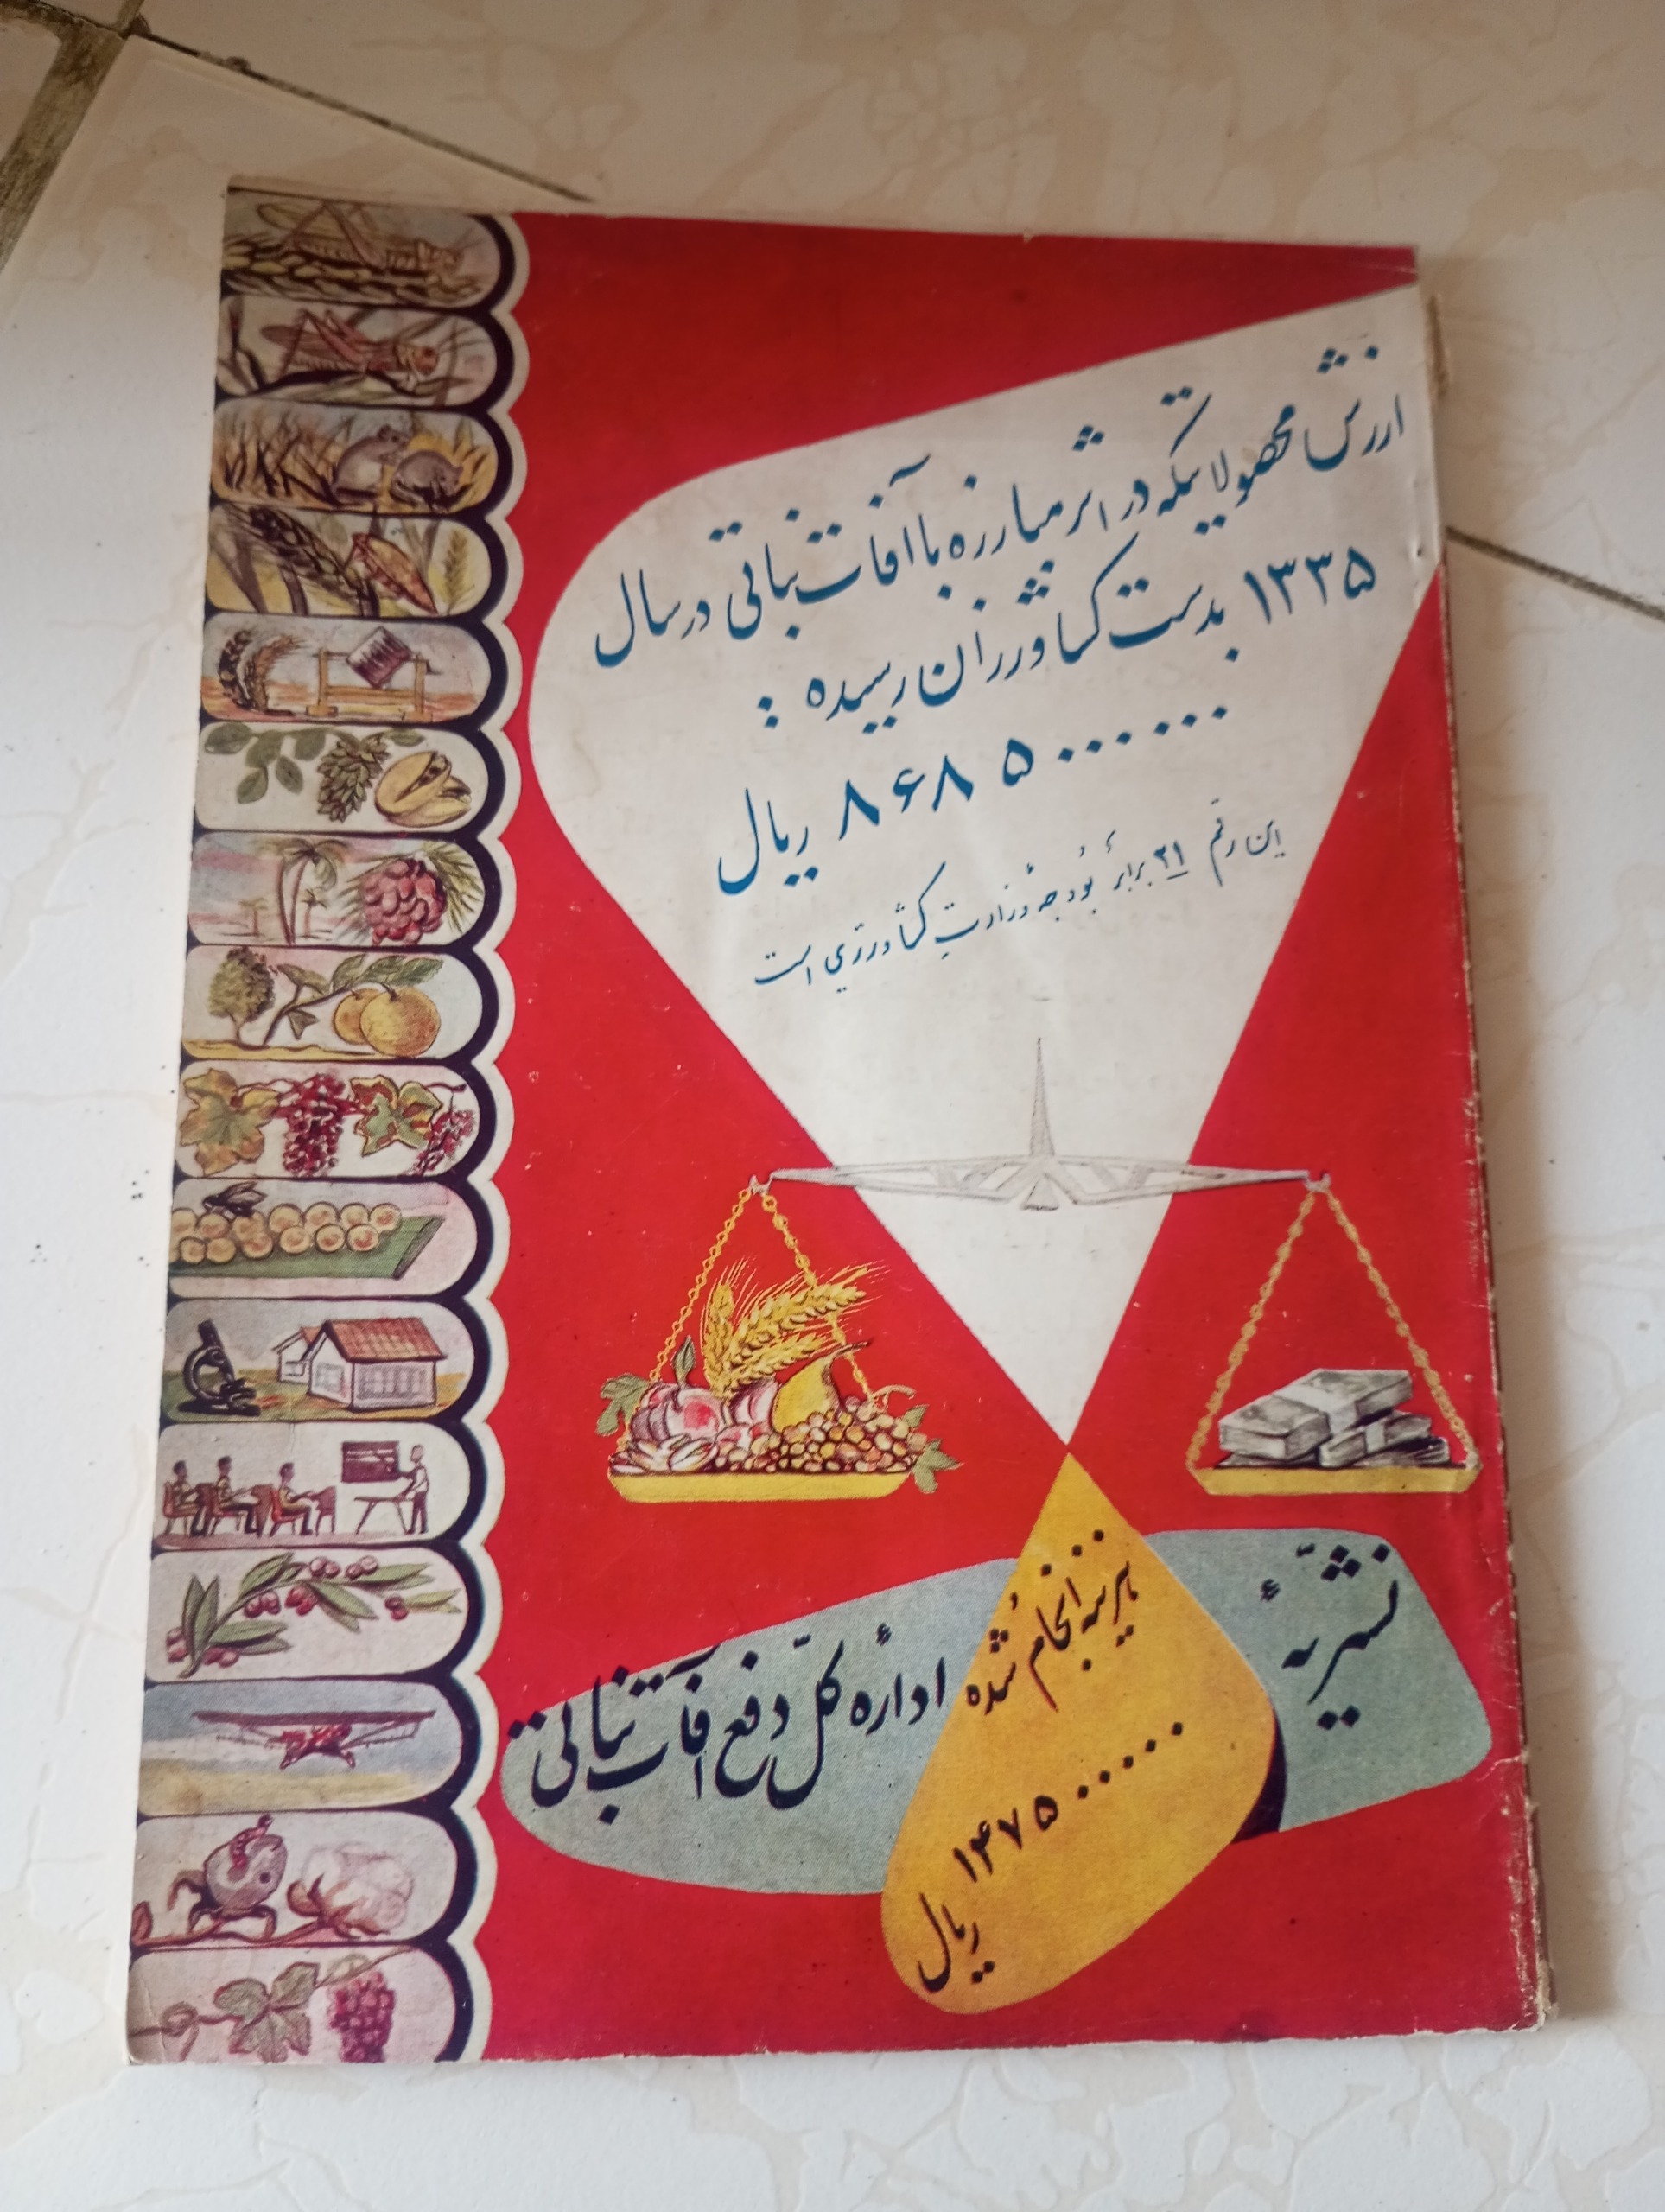 ارزش محصولاتیکه در اثر مبارزه با آفات نباتی در سال
۱۳۳۵ بدست کشاورزان رسیده :
۸۶۸۵۰۰۰۰۰۰ ریال
این رقم ۲۱ برابر بودجهٔ وزارتِ کشاورزی است
نشریّهٔ
هزینه انجام شده
ادارهٔ کلّ دفع آفات نباتی
۱۴۷۵۰۰۰۰۰ ریال